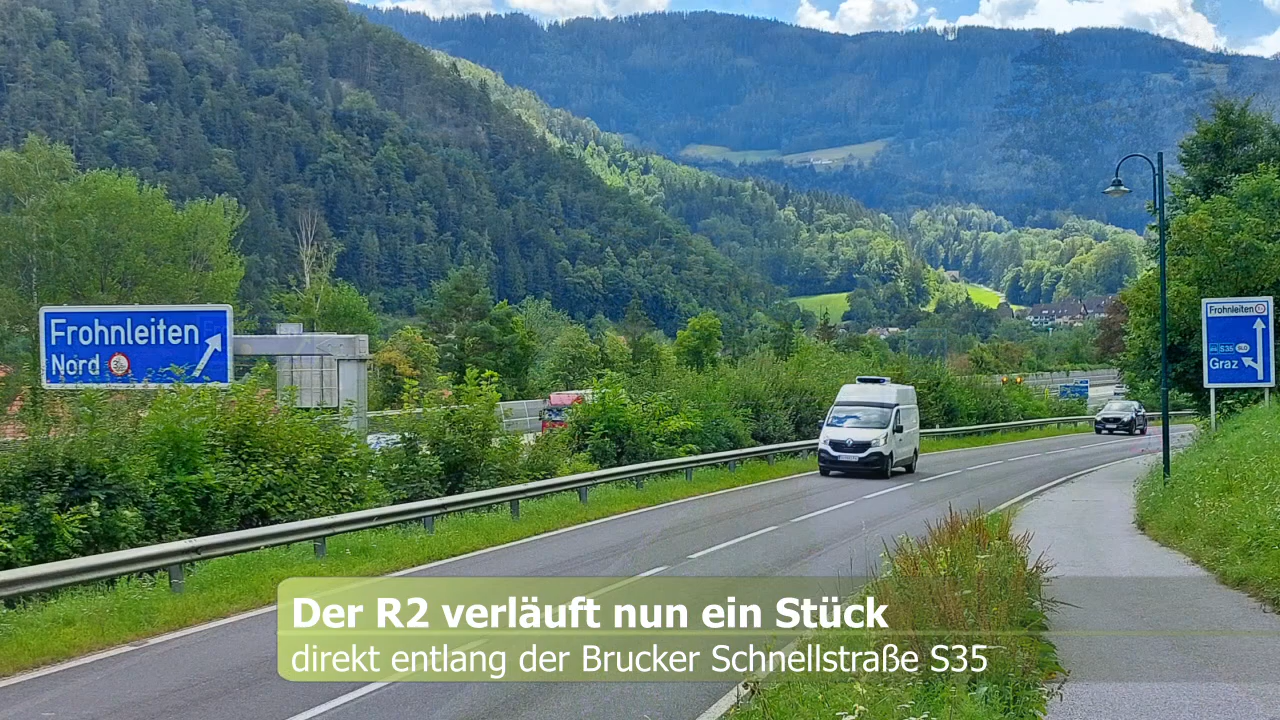 Frohnleiten
Nord
Frohnleiten
S35
Graz
Der R2 verläuft nun ein Stück
direkt entlang der Brucker Schnellstraße S35